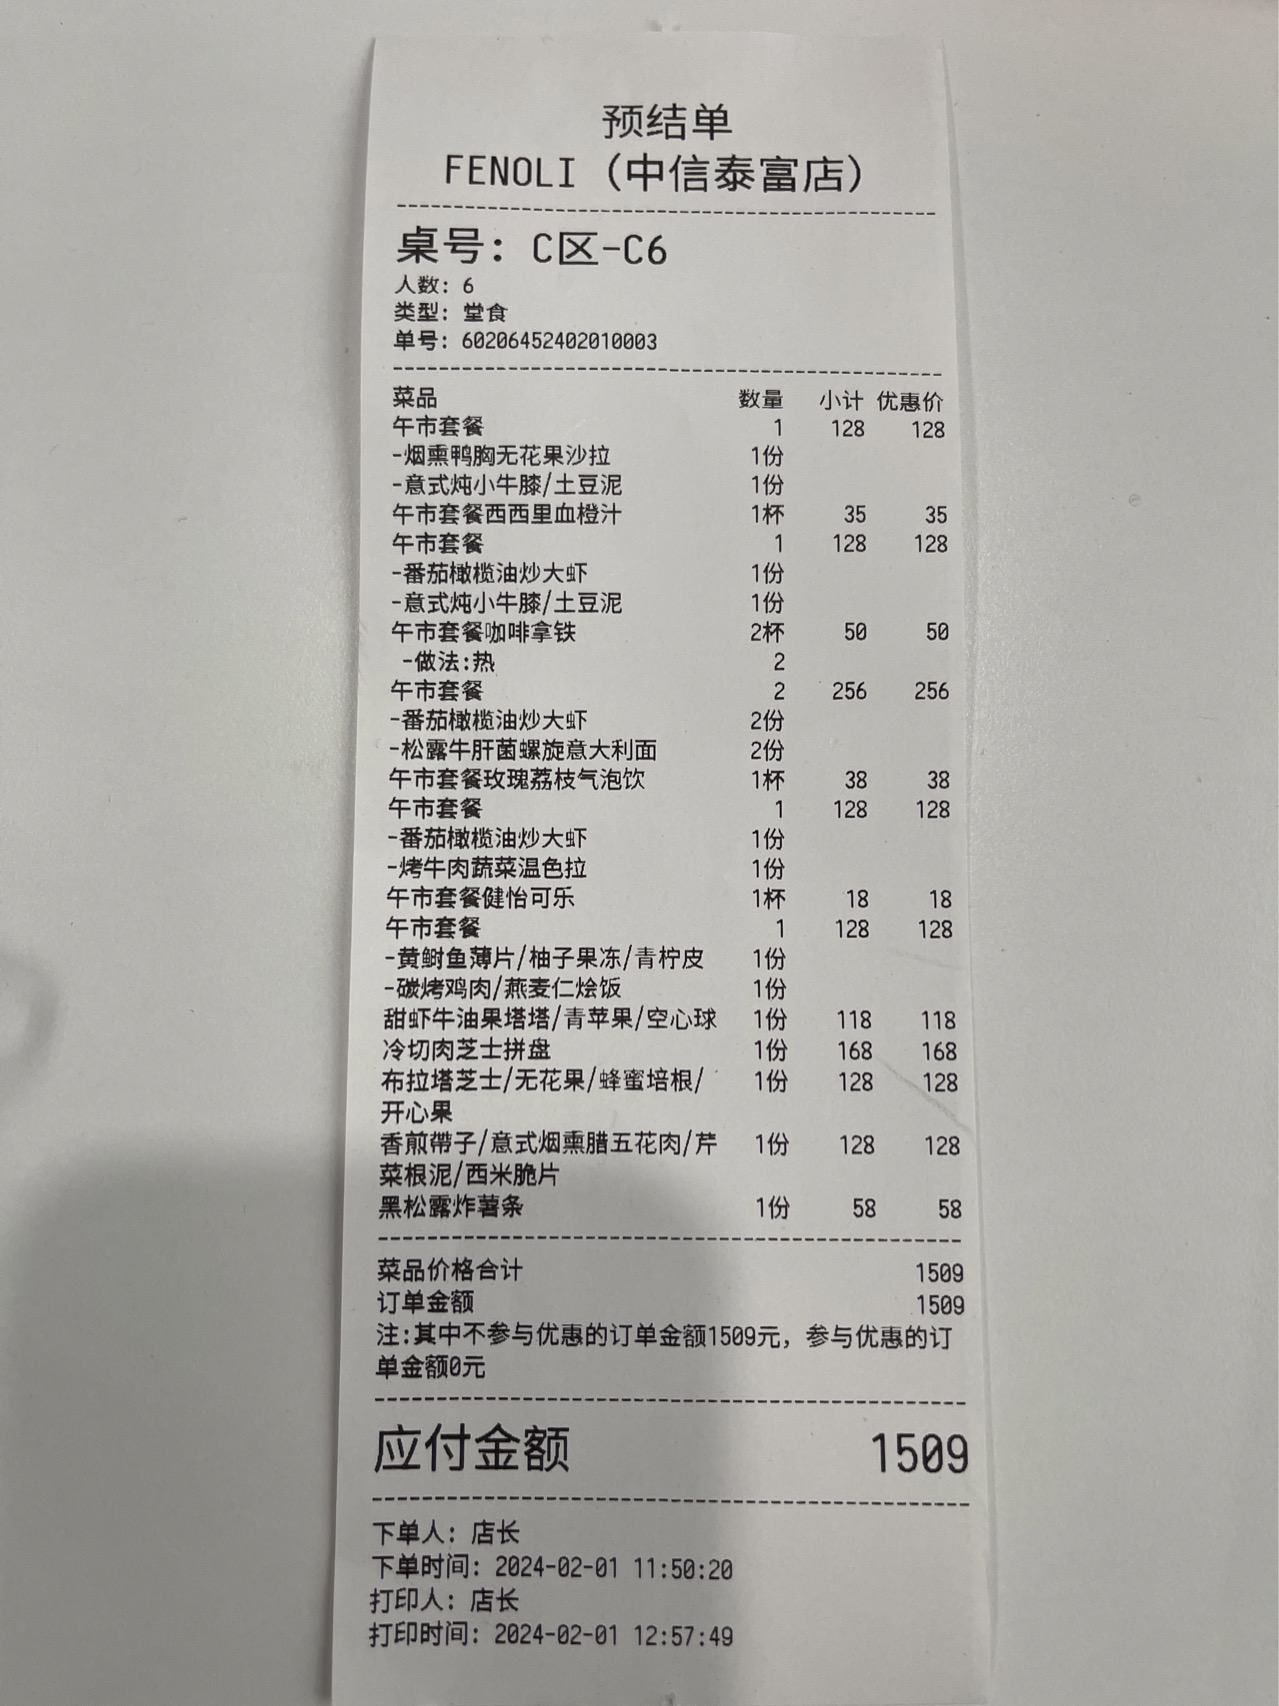 预结单
FENOLI（中信泰富店）
桌号：C区-C6
人数：6
类型：堂食
单号：60206452402010003
菜品 数量 小计 优惠价
午市套餐 1 128 128
-烟熏鸭胸无花果沙拉 1份
-意式炖小牛膝/土豆泥 1份
午市套餐西西里血橙汁 1杯 35 35
午市套餐 1 128 128
-番茄橄榄油炒大虾 1份
-意式炖小牛膝/土豆泥 1份
午市套餐咖啡拿铁 2杯 50 50
-做法:热 2
午市套餐 2 256 256
-番茄橄榄油炒大虾 2份
-松露牛肝菌螺旋意大利面 2份
午市套餐玫瑰荔枝气泡饮 1杯 38 38
午市套餐 1 128 128
-番茄橄榄油炒大虾 1份
-烤牛肉蔬菜温色拉 1份
午市套餐健怡可乐 1杯 18 18
午市套餐 1 128 128
-黄鲥鱼薄片/柚子果冻/青柠皮 1份
-碳烤鸡肉/燕麦仁烩饭 1份
甜虾牛油果塔塔/青苹果/空心球 1份 118 118
冷切肉芝士拼盘 1份 168 168
布拉塔芝士/无花果/蜂蜜培根/ 1份 128 128
开心果
香煎帶子/意式烟熏腊五花肉/芹 1份 128 128
菜根泥/西米脆片
黑松露炸薯条 1份 58 58
菜品价格合计 1509
订单金额 1509
注:其中不参与优惠的订单金额1509元，参与优惠的订
单金额0元
应付金额 1509
下单人：店长
下单时间：2024-02-01 11:50:20
打印人：店长
打印时间：2024-02-01 12:57:49